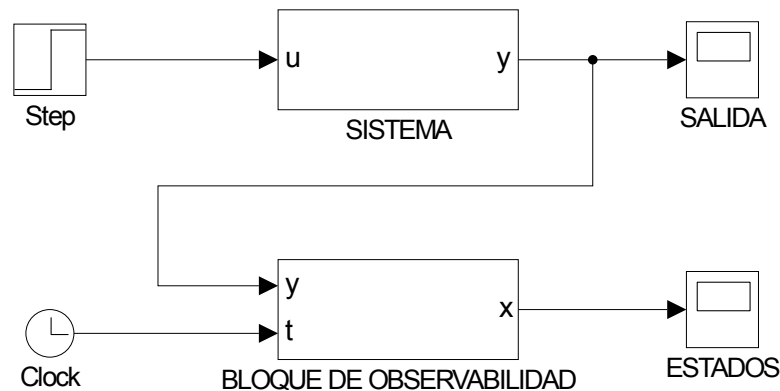 Step
u
y
SISTEMA
SALIDA
y
t
x
Clock
BLOQUE DE OBSERVABILIDAD
ESTADOS